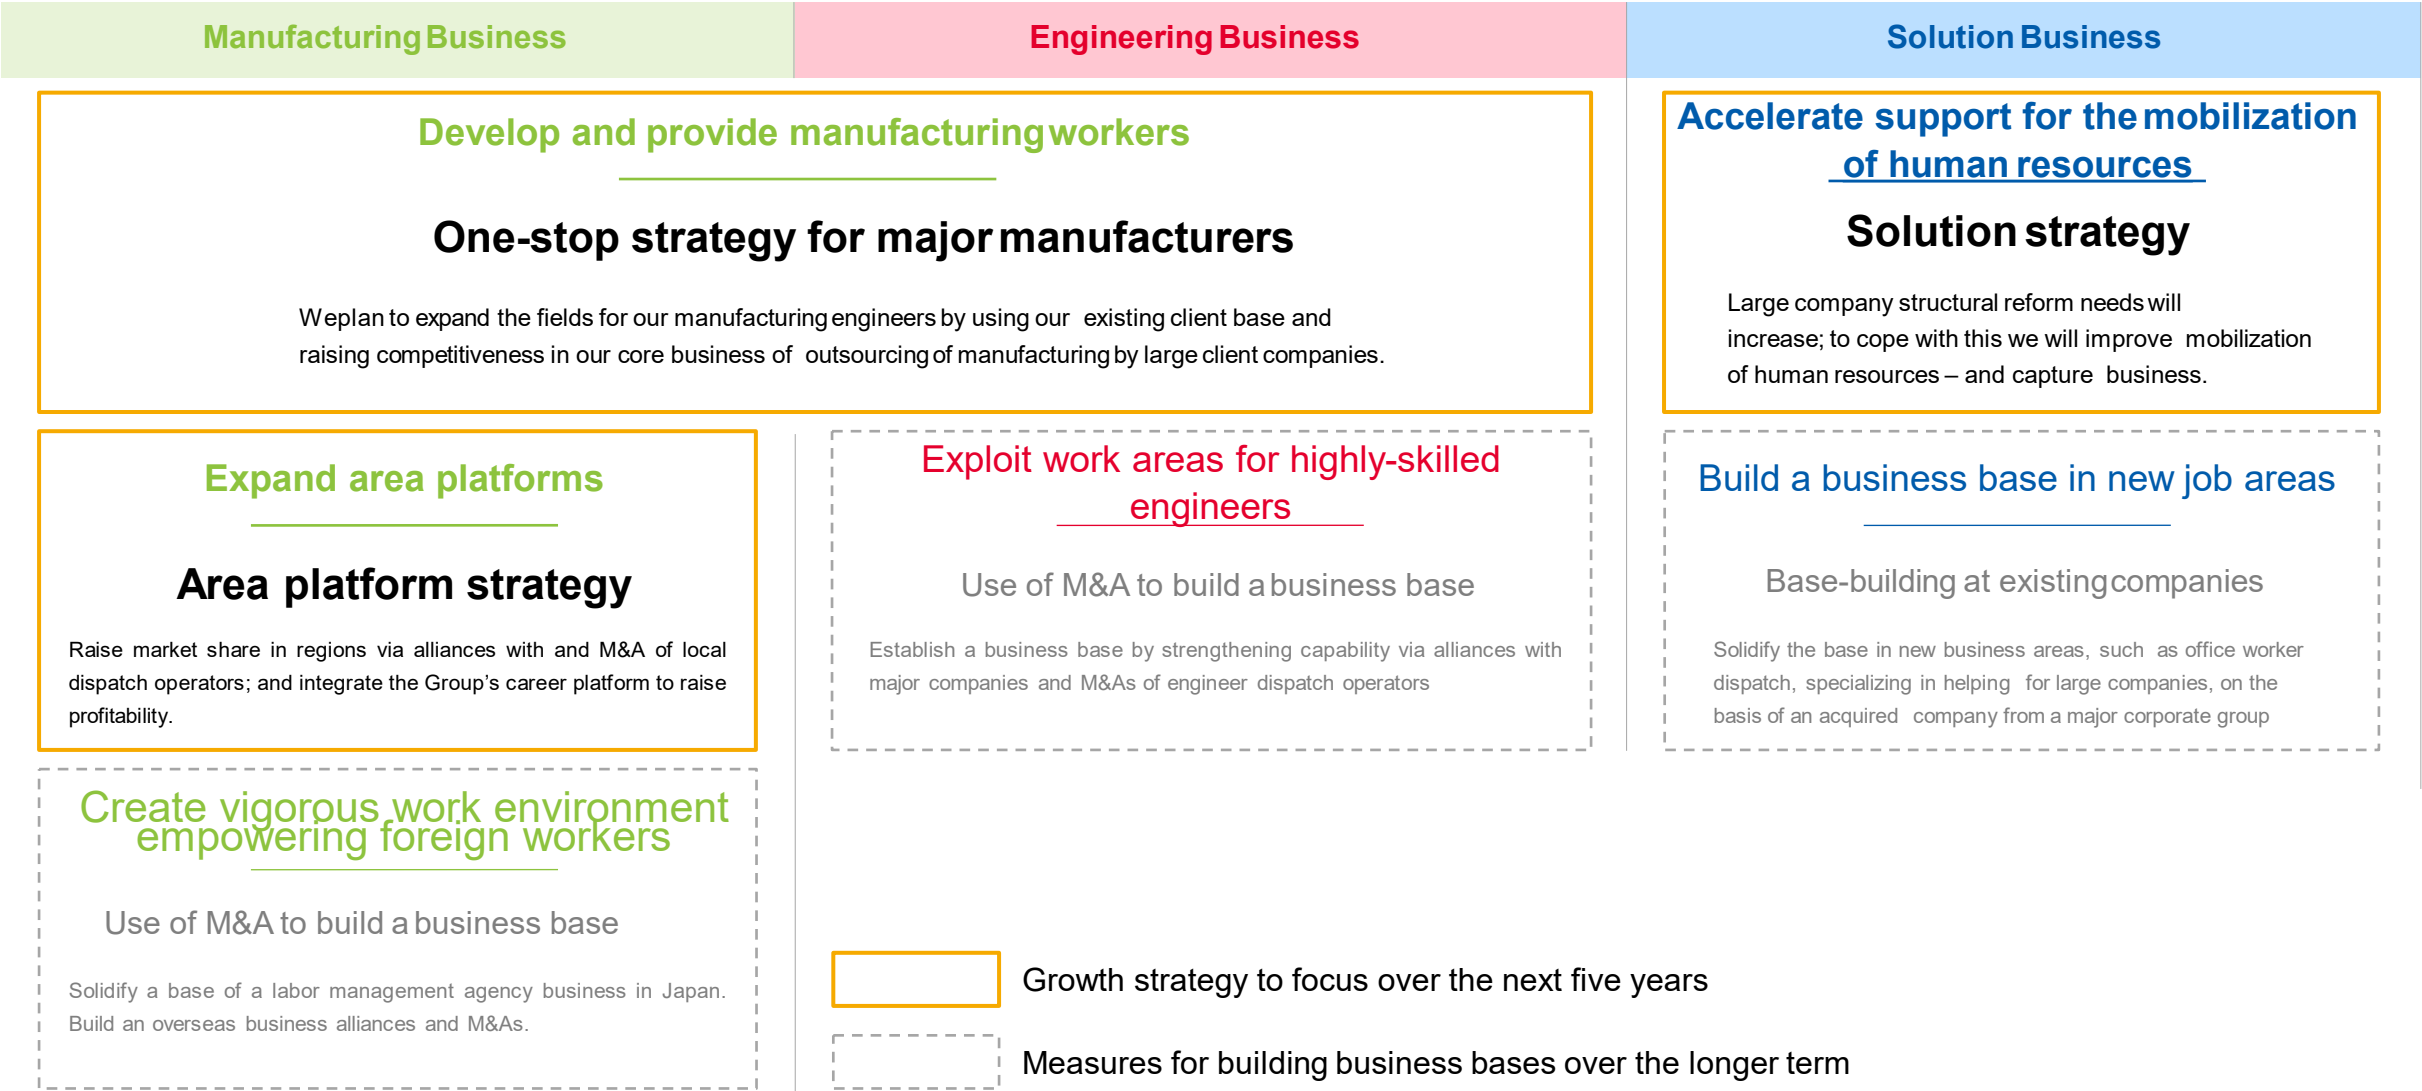 Manufacturing Business
Engineering Business
Solution Business
Develop and provide manufacturing workers
One-stop strategy for major manufacturers
We plan to expand the fields for our manufacturing engineers by using our existing client base and
raising competitiveness in our core business of outsourcing of manufacturing by large client companies.
Accelerate support for the mobilization
of human resources
Solution strategy
Large company structural reform needs will
increase; to cope with this we will improve mobilization
of human resources – and capture business.
Expand area platforms
Area platform strategy
Raise market share in regions via alliances with and M&A of local
dispatch operators; and integrate the Group's career platform to raise
profitability.
Exploit work areas for highly-skilled
engineers
Use of M&A to build a business base
Establish a business base by strengthening capability via alliances with
major companies and M&As of engineer dispatch operators
Build a business base in new job areas
Base-building at existing companies
Solidify the base in new business areas, such as office worker
dispatch, specializing in helping for large companies, on the
basis of an acquired company from a major corporate group
Create vigorous work environment
empowering foreign workers
Use of M&A to build a business base
Solidify a base of a labor management agency business in Japan.
Build an overseas business alliances and M&As.
Growth strategy to focus over the next five years
Measures for building business bases over the longer term